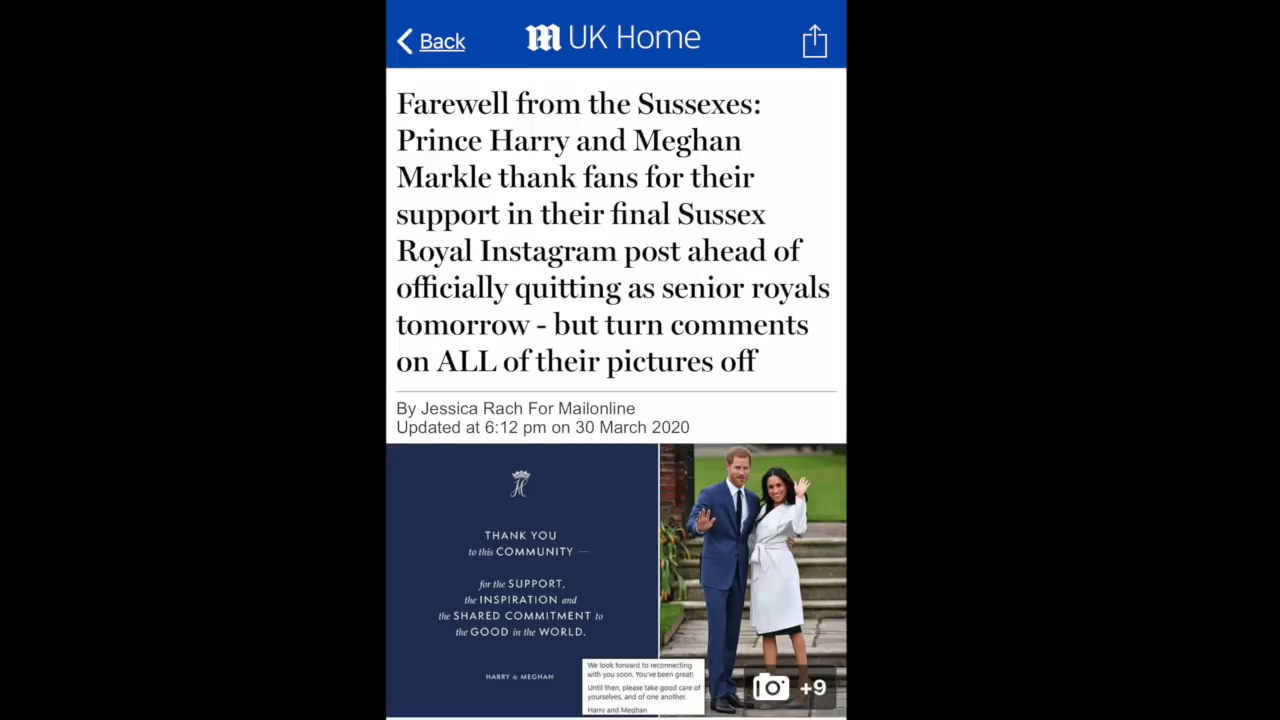 Back
UK Home
Farewell from the Sussexes:
Prince Harry and Meghan
Markle thank fans for their
support in their final Sussex
Royal Instagram post ahead of
officially quitting as senior royals
tomorrow - but turn comments
on ALL of their pictures off
By Jessica Rach For Mailonline
Updated at 6:12 pm on 30 March 2020
THANK YOU
to this COMMUNITY —
for the SUPPORT,
the INSPIRATION and
the SHARED COMMITMENT to
the GOOD in the WORLD.
HARRY & MEGHAN
We look forward to reconnecting
with you soon. You've been great!
Until then, please take good care of
yourselves, and of one another.
Harry and Meghan
+9